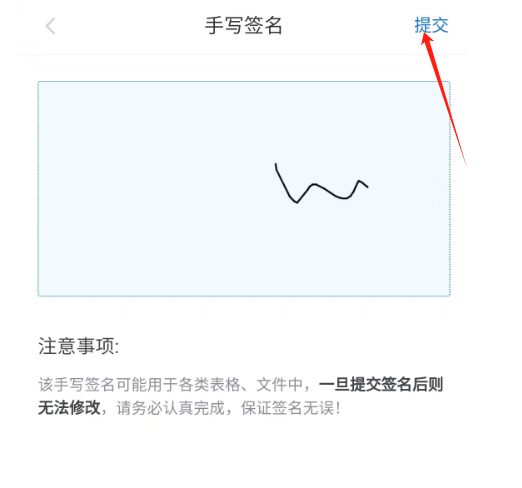 手写签名 提交
注意事项:
该手写签名可能用于各类表格、文件中，一旦提交签名后则
无法修改，请务必认真完成，保证签名无误！